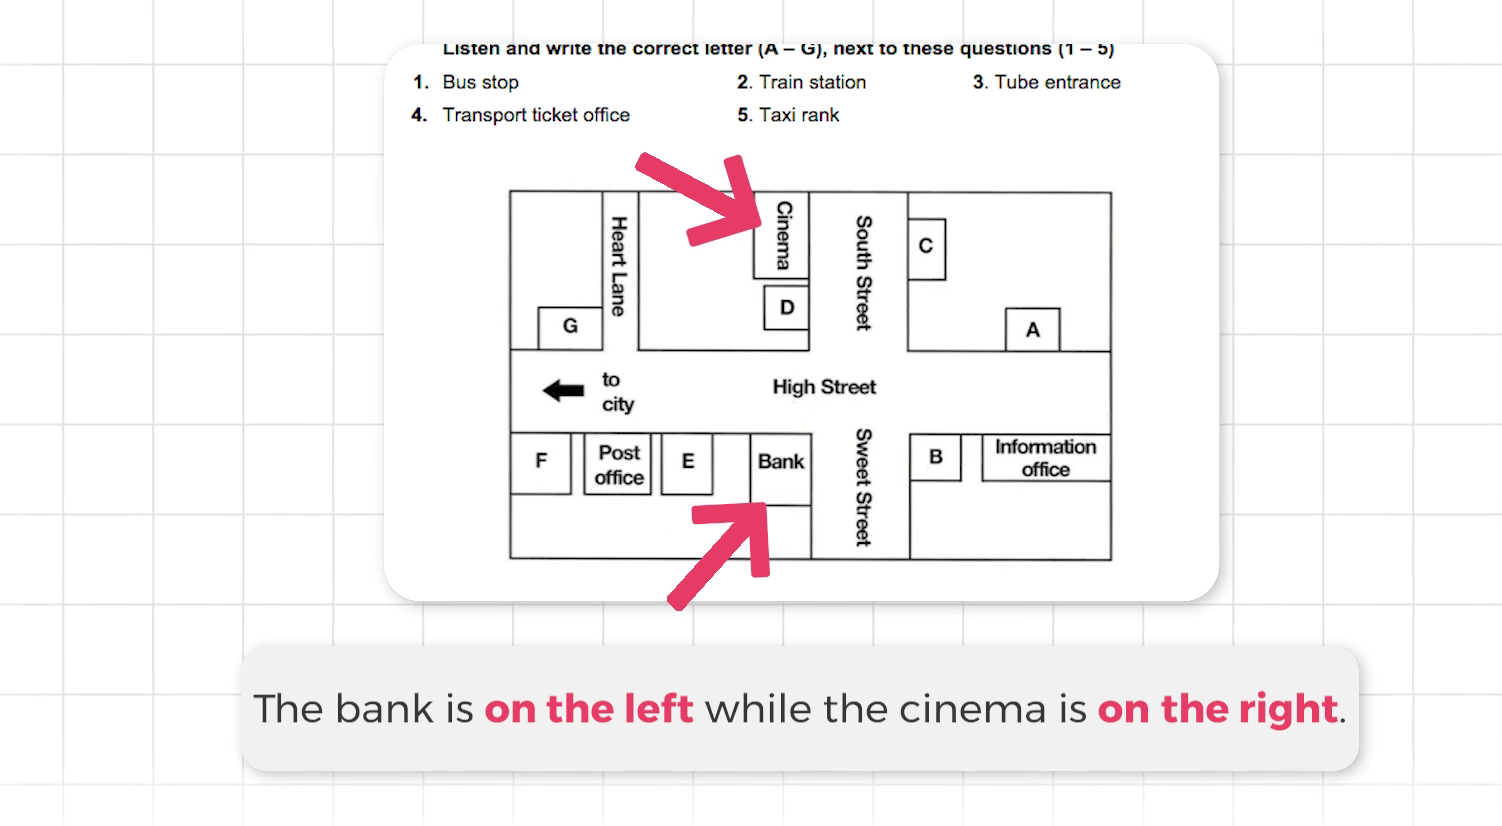 Listen and write the correct letter (A – G), next to these questions (1 – 5)
1. Bus stop 2. Train station 3. Tube entrance
4. Transport ticket office 5. Taxi rank
Cinema
Heart Lane
South Street
C
D
G
A
to
city
High Street
F
Post
office
E
Bank
Sweet Street
B
Information
office
The bank is on the left while the cinema is on the right.